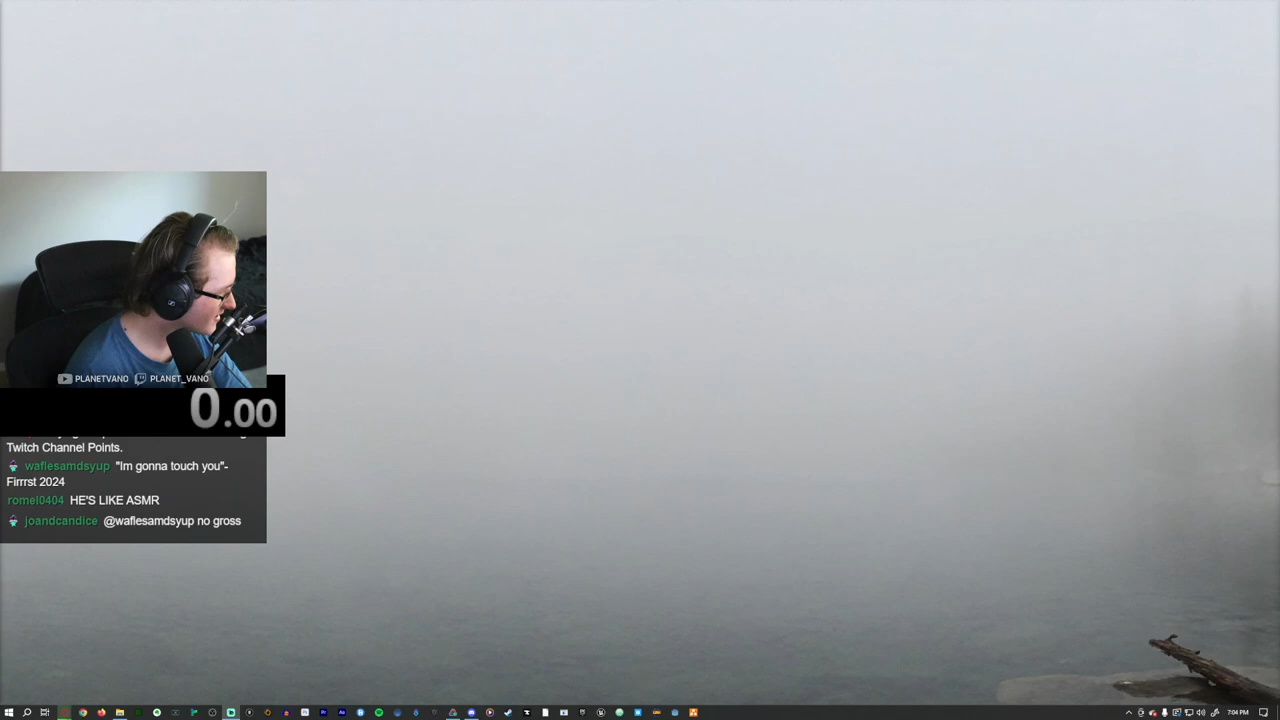 PLANETVANO PLANET_VANO
0.00
Twitch Channel Points.
waflesamdsyup "Im gonna touch you"-
Firrrst 2024
romel0404 HE'S LIKE ASMR
joandcandice @waflesamdsyup no gross
7:04 PM